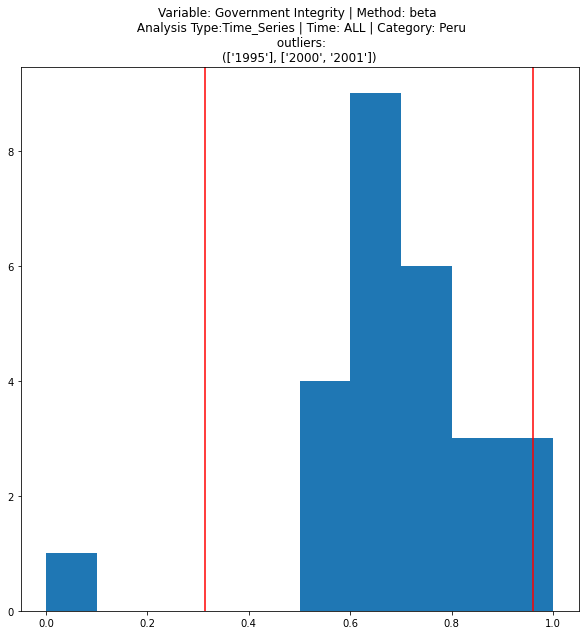 Variable: Government Integrity | Method: beta
Analysis Type:Time_Series | Time: ALL | Category: Peru
outliers:
(['1995'], ['2000', '2001'])
8
6
4
2
0
0.0 0.2 0.4 0.6 0.8 1.0